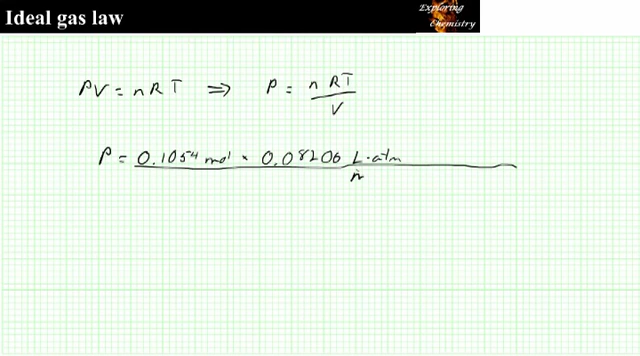 Ideal gas law
Exploring Chemistry
PV = nRT ⇒ P = nRT / V
P = 0.1054 mol × 0.08206 L·atm